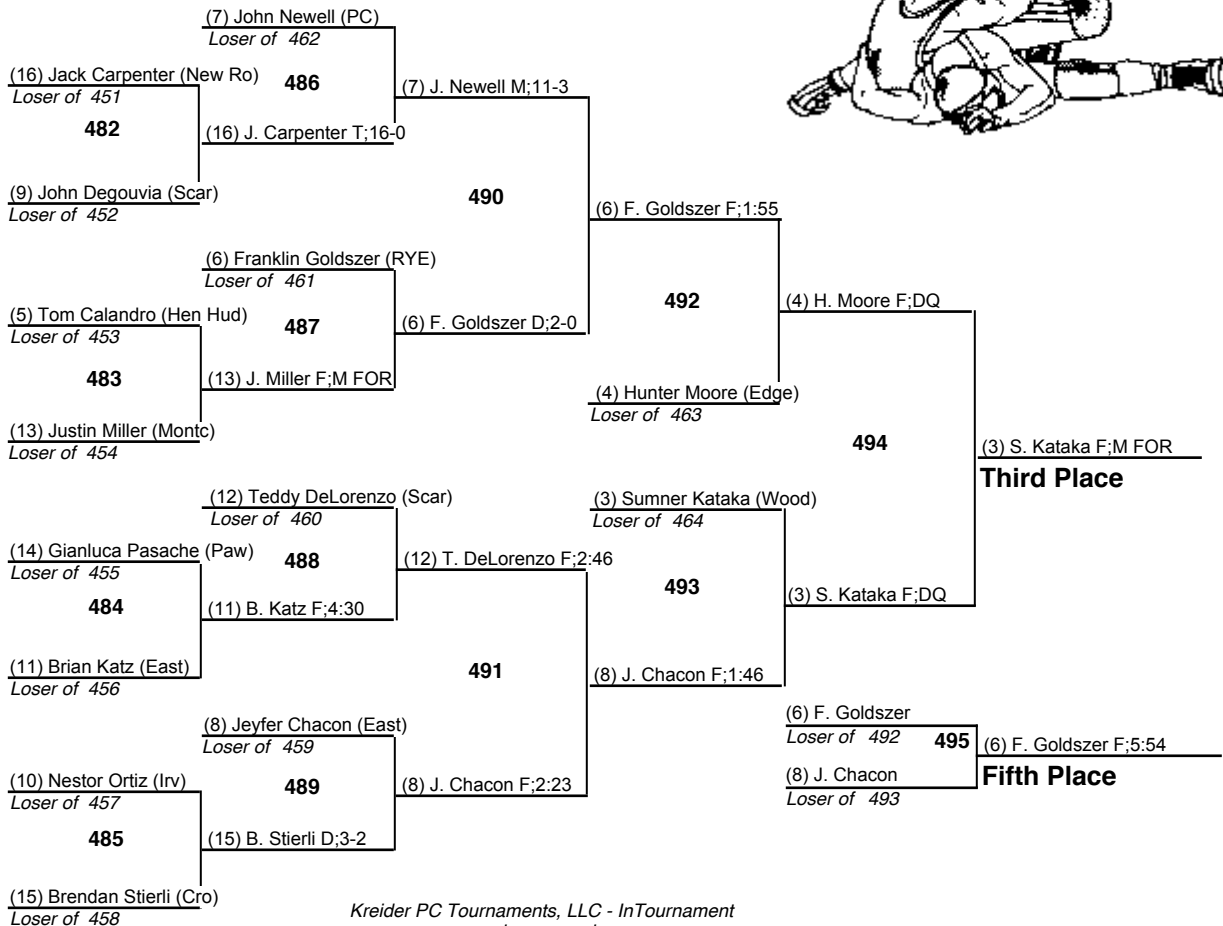 (7) John Newell (PC)
Loser of 462
(16) Jack Carpenter (New Ro)
Loser of 451
486
(7) J. Newell M;11-3
482
(16) J. Carpenter T;16-0
(9) John Degouvia (Scar)
Loser of 452
490
(6) F. Goldszer F;1:55
(6) Franklin Goldszer (RYE)
Loser of 461
(5) Tom Calandro (Hen Hud)
Loser of 453
487
(6) F. Goldszer D;2-0
492
(4) H. Moore F;DQ
483
(13) J. Miller F;M FOR
(4) Hunter Moore (Edge)
Loser of 463
(13) Justin Miller (Montc)
Loser of 454
494
(3) S. Kataka F;M FOR
Third Place
(12) Teddy DeLorenzo (Scar)
Loser of 460
(3) Sumner Kataka (Wood)
Loser of 464
(14) Gianluca Pasache (Paw)
Loser of 455
488
(12) T. DeLorenzo F;2:46
493
(3) S. Kataka F;DQ
484
(11) B. Katz F;4:30
(11) Brian Katz (East)
Loser of 456
491
(8) J. Chacon F;1:46
(8) Jeyfer Chacon (East)
Loser of 459
(6) F. Goldszer
Loser of 492
495
(6) F. Goldszer F;5:54
Fifth Place
(8) J. Chacon
Loser of 493
(10) Nestor Ortiz (Irv)
Loser of 457
489
(8) J. Chacon F;2:23
485
(15) B. Stierli D;3-2
(15) Brendan Stierli (Cro)
Loser of 458
Kreider PC Tournaments, LLC - InTournament